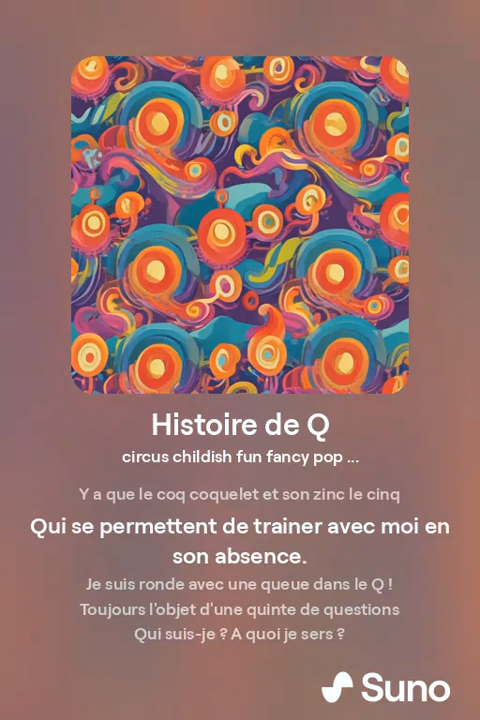 Histoire de Q
circus childish fun fancy pop ...
Y a que le coq coquelet et son zinc le cinq
Qui se permettent de trainer avec moi en
son absence.
Je suis ronde avec une queue dans le Q !
Toujours l'objet d'une quinte de questions
Qui suis-je ? A quoi je sers ?
Suno